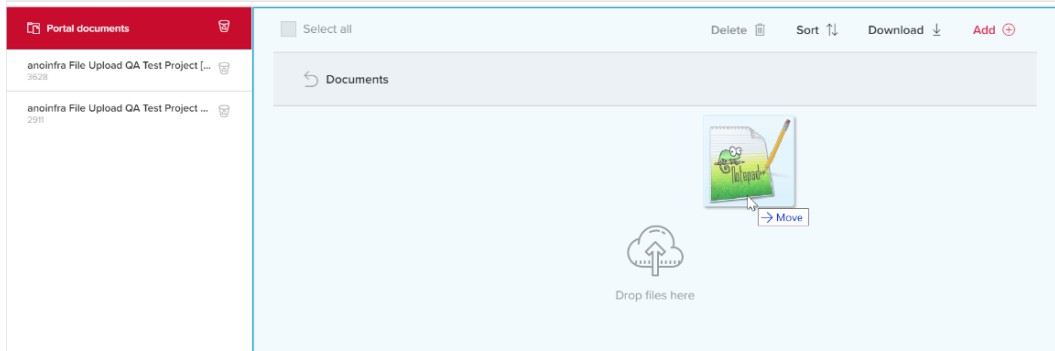 Portal documents
anoinfra File Upload QA Test Project [...
3628
anoinfra File Upload QA Test Project ...
2911
Select all
Delete
Sort
Download
Add
Documents
Notepad++
Move
Drop files here